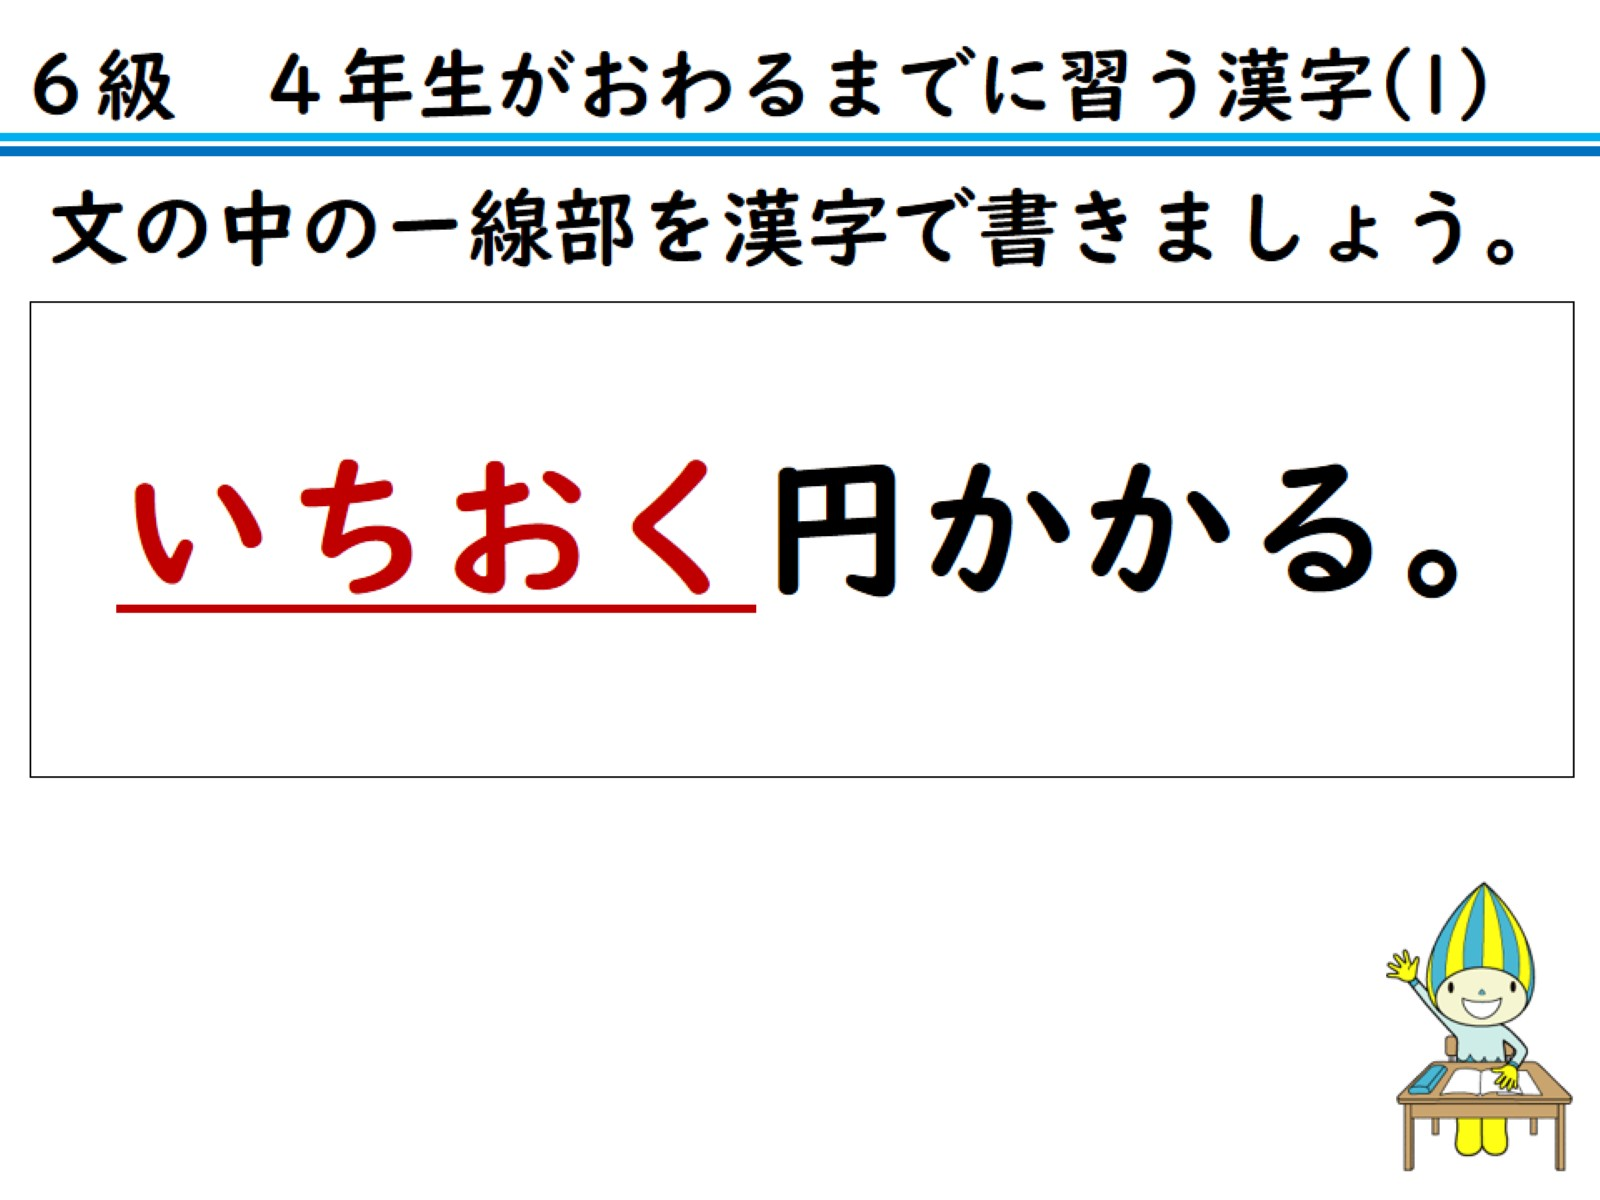 ６級　４年生がおわるまでに習う漢字(1)
文の中の一線部を漢字で書きましょう。
いちおく円かかる。